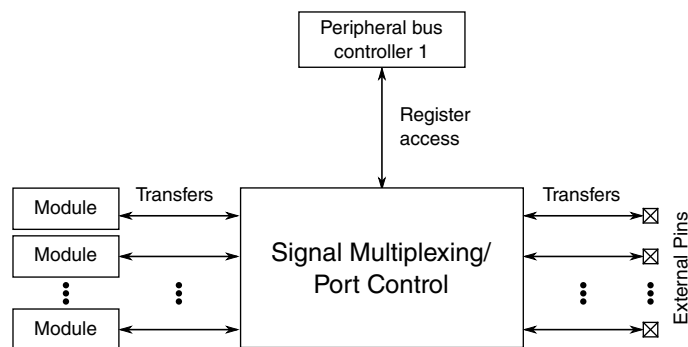 Peripheral bus
controller 1
Register
access
Transfers
Transfers
Module
Module
Module
Signal Multiplexing/
Port Control
External Pins